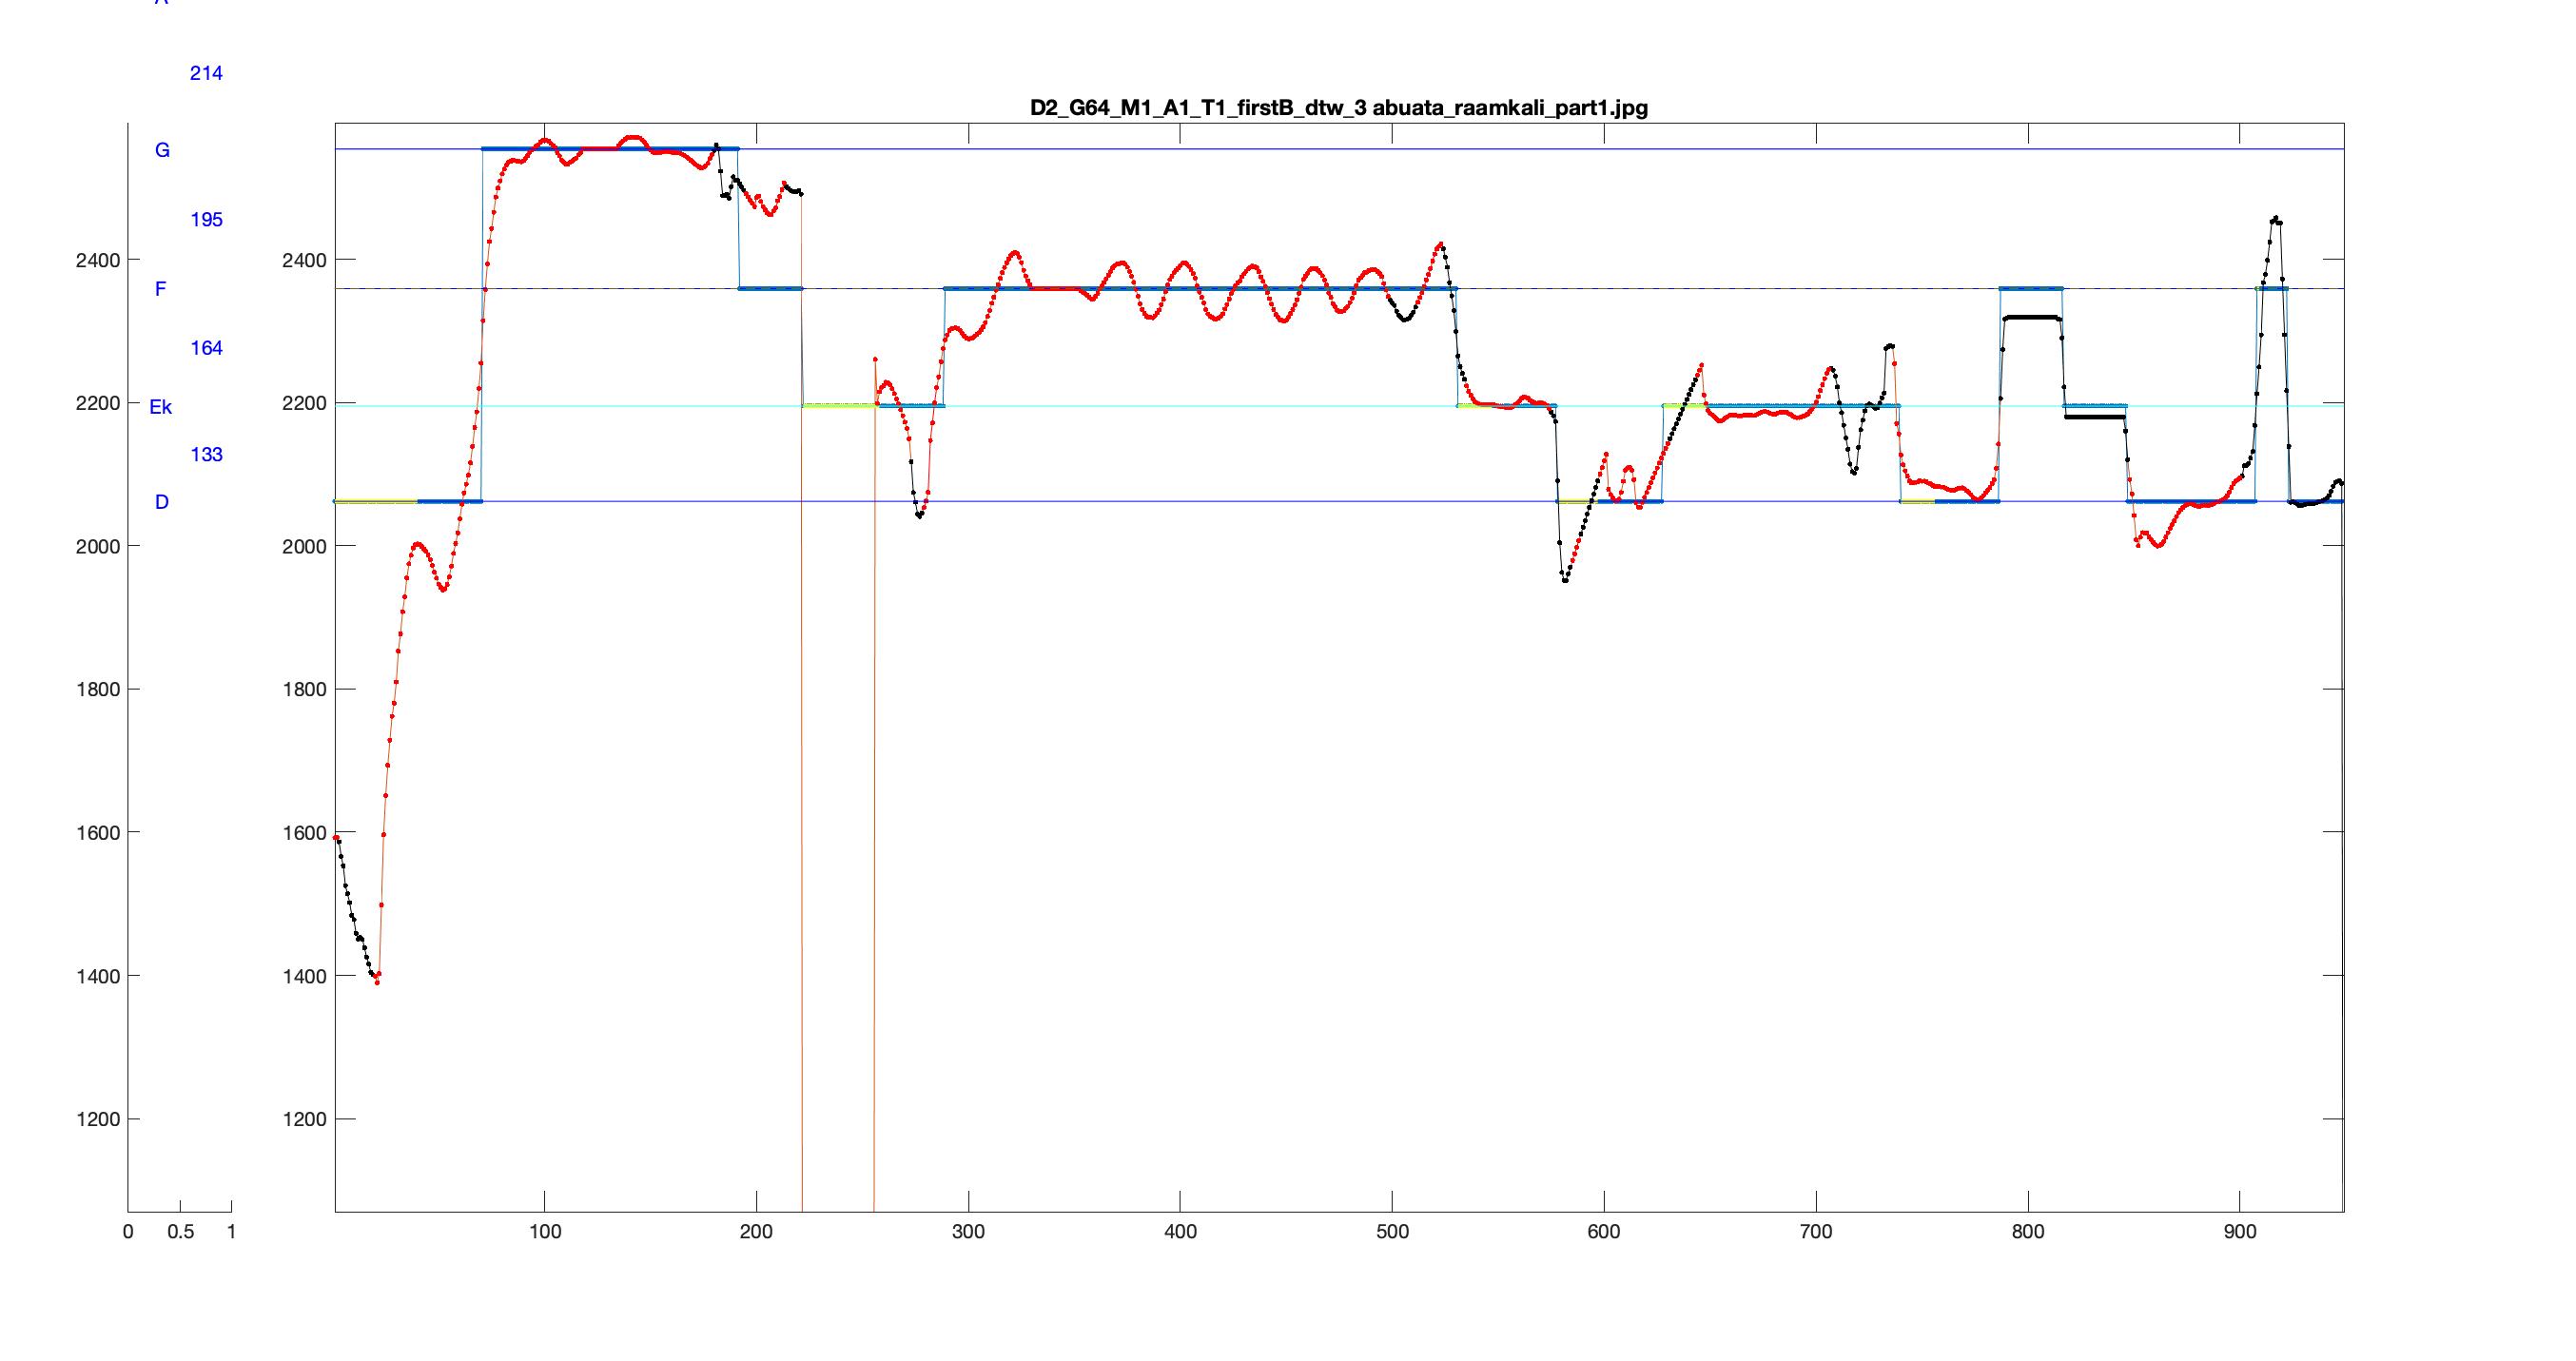 A
214
D2_G64_M1_A1_T1_firstB_dtw_3 abuata_raamkali_part1.jpg
G
195
2400 2400
F
164
2200 Ek 2200
133
D
2000 2000
1800 1800
1600 1600
1400 1400
1200 1200
0 0.5 1 100 200 300 400 500 600 700 800 900